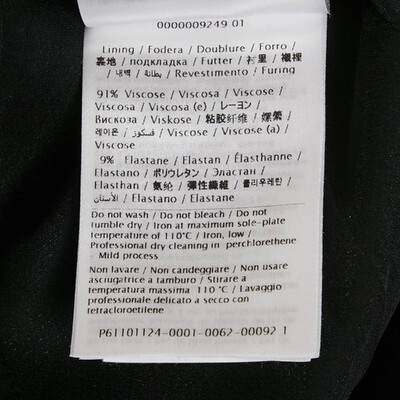 0000009249 01
Lining / Fodera / Doublure / Forro /
裏地 / подкладка / Futter / 衬里 / 襯裡
/ 안감 / بطانة / Revestimento / Furing
91% Viscose / Viscosa / Viscose /
Viscosa / Viscosa (e) / レーヨン /
Вискоза / Viskose / 粘胶纤维 / 嫘縈 /
레이온 / فسكوز / Viscose / Viscose (a) /
Viscose
9% Elastane / Elastan / Élasthanne /
Elastano / ポリウレタン / Эластан /
Elasthan / 氨纶 / 彈性纖維 / 폴리우레탄 /
الأستان / Elastano / Elastane
Do not wash / Do not bleach / Do not
tumble dry / Iron at maximum sole-plate
temperature of 110°C / Iron, low /
Professional dry cleaning in perchlorethene
Mild process
Non lavare / Non candeggiare / Non usare
asciugatrice a tamburo / Stirare a
temperatura massima 110 °C / Lavaggio
professionale delicato a secco con
tetracloroetilene
P61101124-0001-0062-00092 1